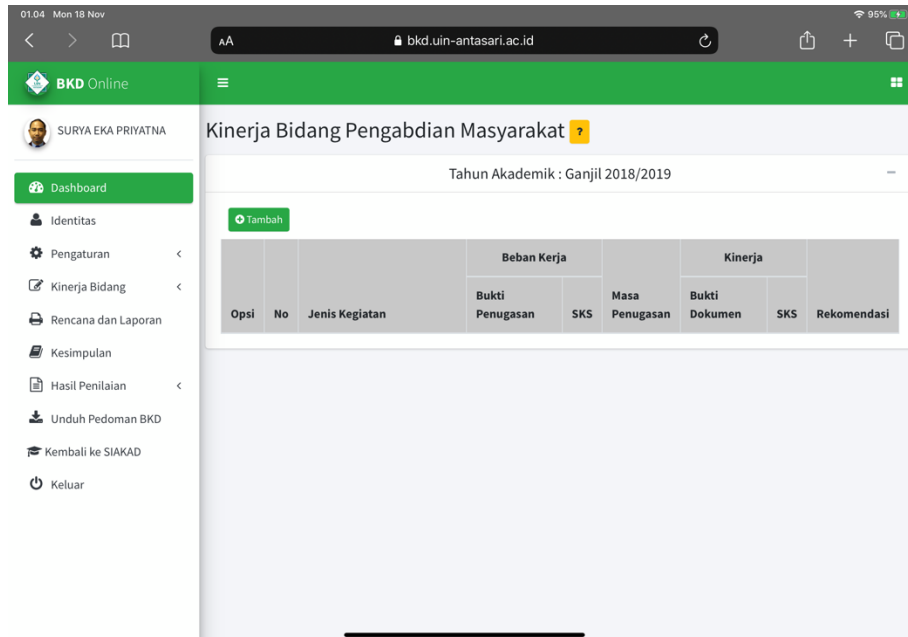 01.04 Mon 18 Nov
95%
AA
bkd.uin-antasari.ac.id
BKD Online
SURYA EKA PRIYATNA
Dashboard
Identitas
Pengaturan
Kinerja Bidang
Rencana dan Laporan
Kesimpulan
Hasil Penilaian
Unduh Pedoman BKD
Kembali ke SIAKAD
Keluar
Kinerja Bidang Pengabdian Masyarakat ?
Tahun Akademik : Ganjil 2018/2019
Tambah
Beban Kerja
Kinerja
Opsi
No
Jenis Kegiatan
Bukti
Penugasan
SKS
Masa
Penugasan
Bukti
Dokumen
SKS
Rekomendasi